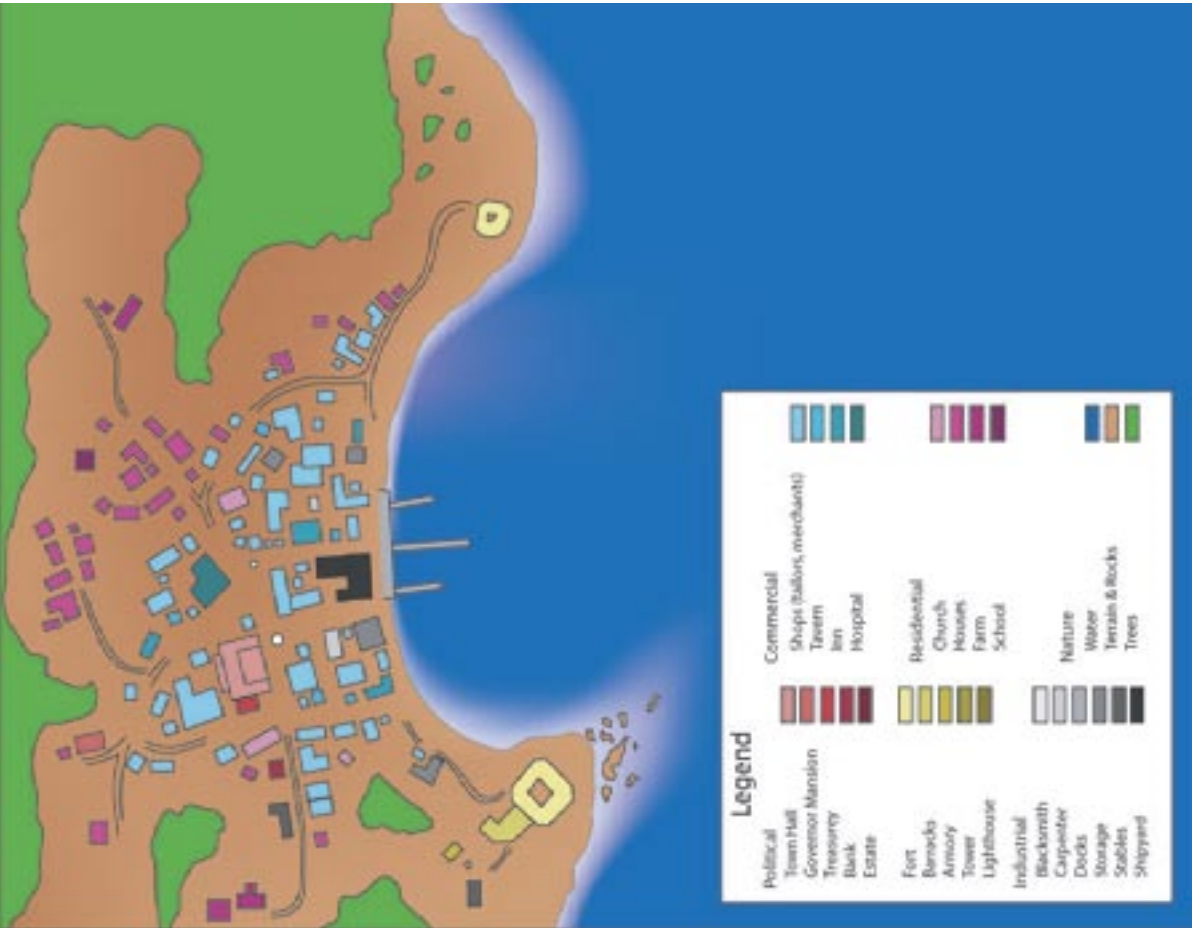 Legend
Political
Town Hall
Governor Mansion
Treasurey
Bank
Estate
Fort
Barracks
Armory
Tower
Lighthouse
Industrial
Blacksmith
Carpenter
Docks
Storage
Stables
Shipyard
Commercial
Shops (tailors, merchants)
Tavern
Inn
Hospital
Residential
Church
Houses
Farm
School
Nature
Water
Terrain & Rocks
Trees